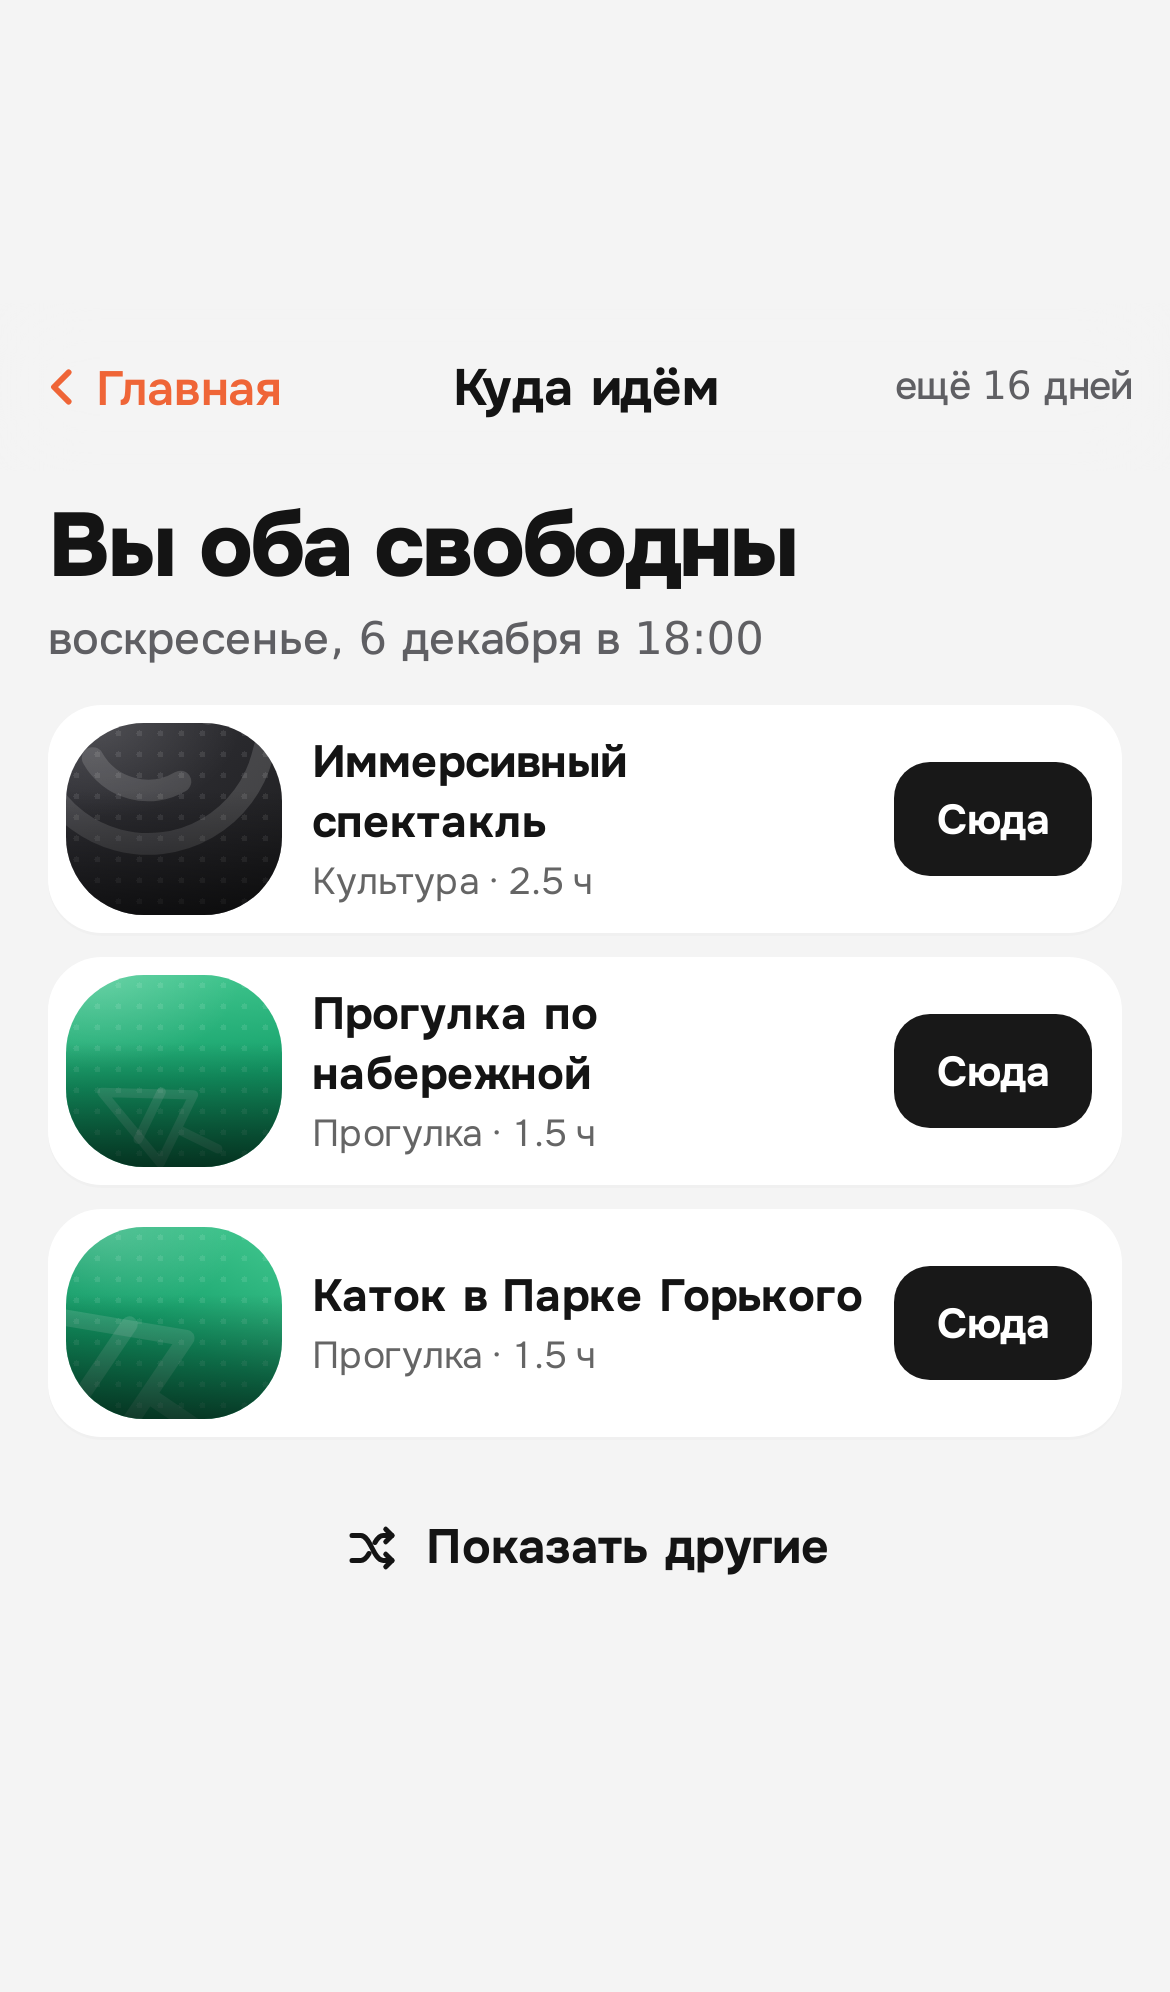 Главная
Куда идём
ещё 16 дней
Вы оба свободны
воскресенье, 6 декабря в 18:00
Иммерсивный
спектакль
Культура · 2.5 ч
Сюда
Прогулка по
набережной
Прогулка · 1.5 ч
Сюда
Каток в Парке Горького
Прогулка · 1.5 ч
Сюда
Показать другие